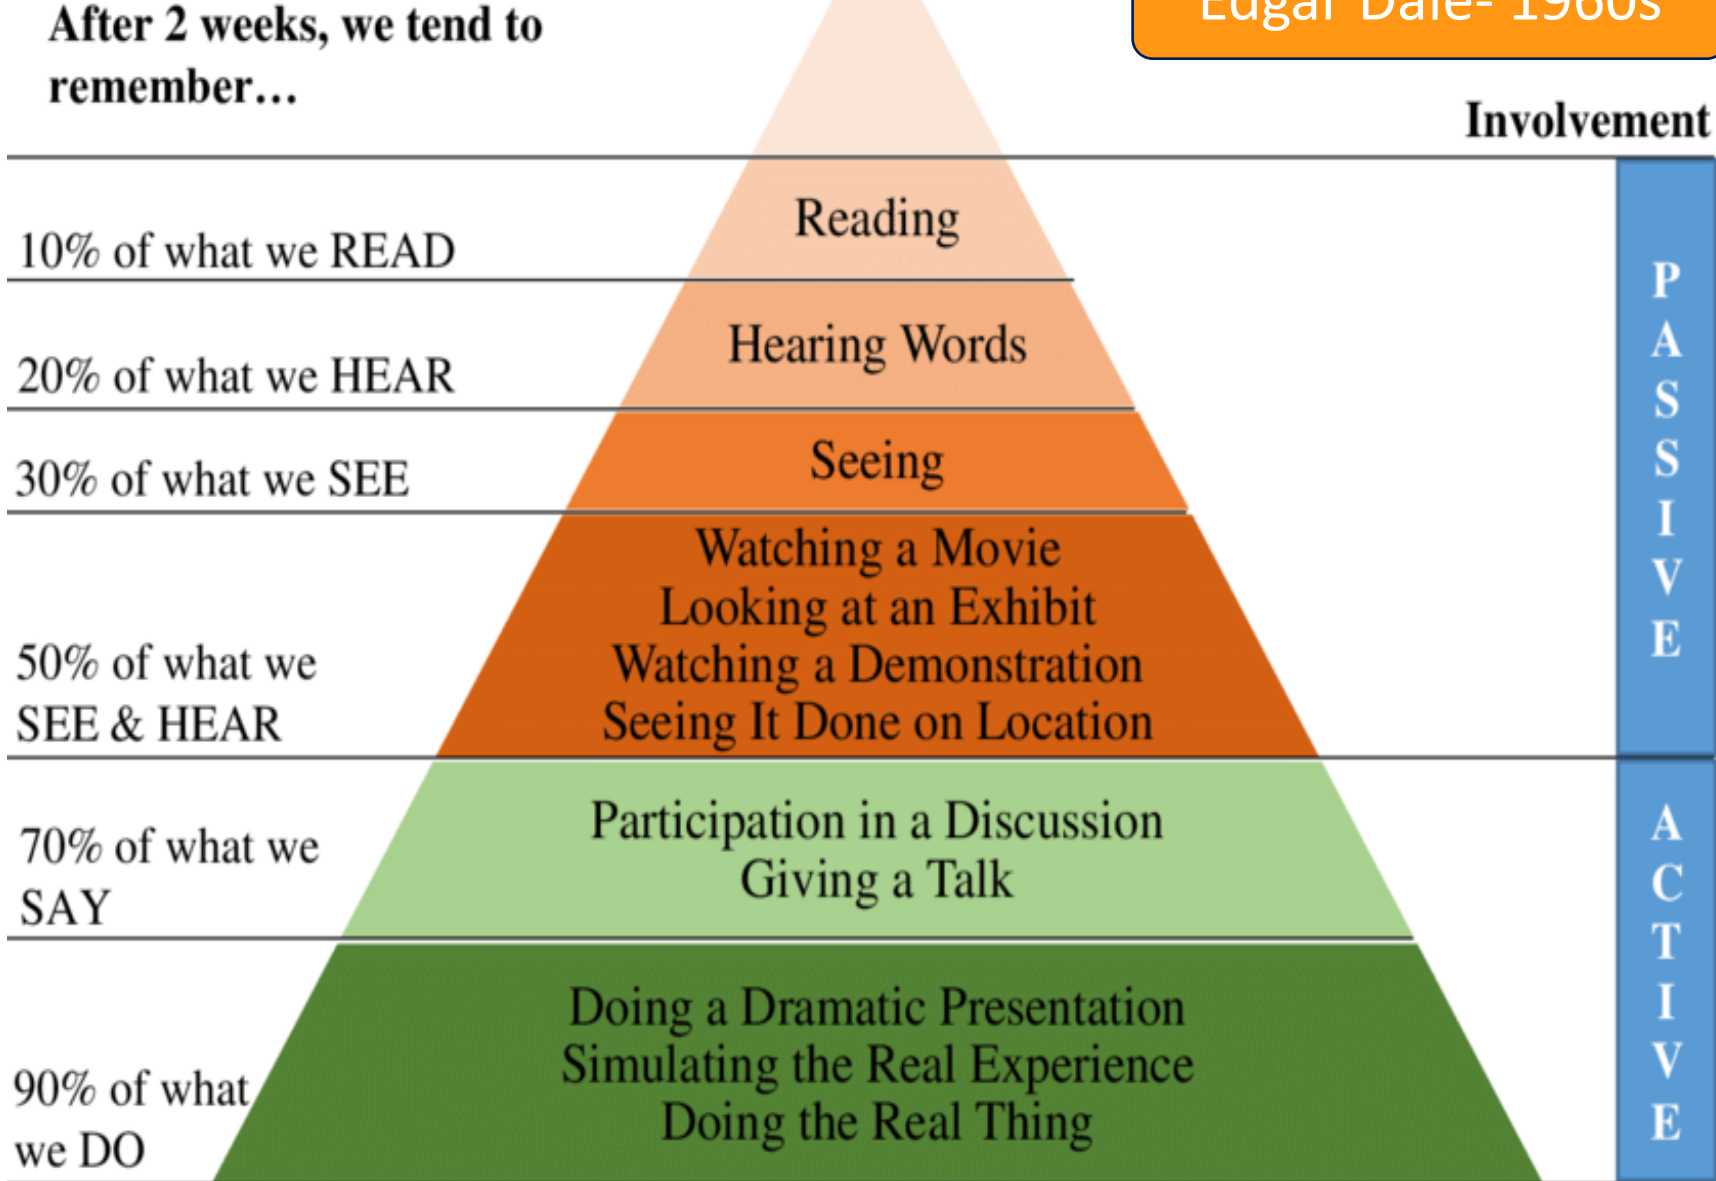 After 2 weeks, we tend to
remember...
Edgar Dale- 1960s
Involvement
10% of what we READ
Reading
20% of what we HEAR
Hearing Words
30% of what we SEE
Seeing
50% of what we
SEE & HEAR
Watching a Movie
Looking at an Exhibit
Watching a Demonstration
Seeing It Done on Location
PASSIVE
70% of what we
SAY
Participation in a Discussion
Giving a Talk
90% of what
we DO
Doing a Dramatic Presentation
Simulating the Real Experience
Doing the Real Thing
ACTIVE